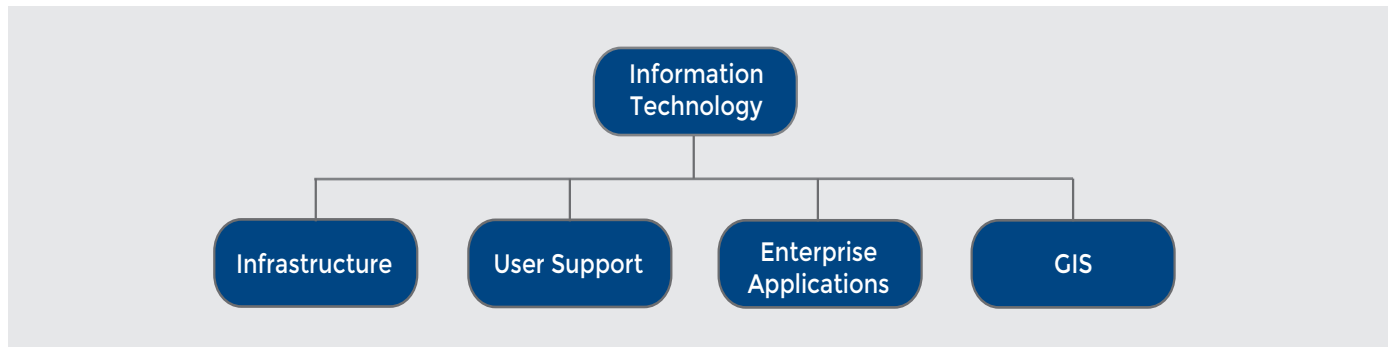 Information
Technology
Infrastructure
User Support
Enterprise
Applications
GIS